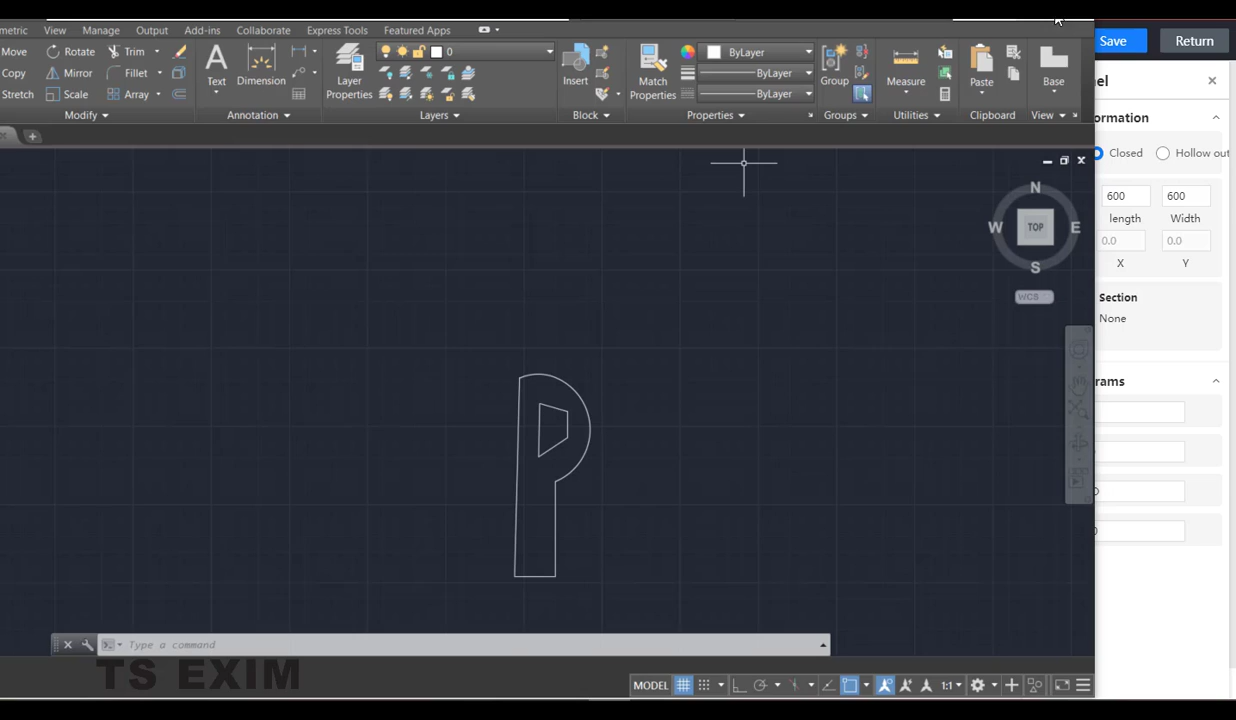 metric View Manage Output Add-ins Collaborate Express Tools Featured Apps
Save Return
Move Rotate Trim
Copy Mirror Fillet
Stretch Scale Array
Text Dimension
Layer Properties
0
Insert
Match Properties
ByLayer
ByLayer
ByLayer
Group
Measure
Paste
Base
Modify Annotation Layers Block Properties Groups Utilities Clipboard View
nel
ormation
Closed Hollow out
600 600
length Width
0.0 0.0
X Y
Section
None
rams
N
W TOP E
S
WCS
Type a command
TS EXIM
MODEL 1:1